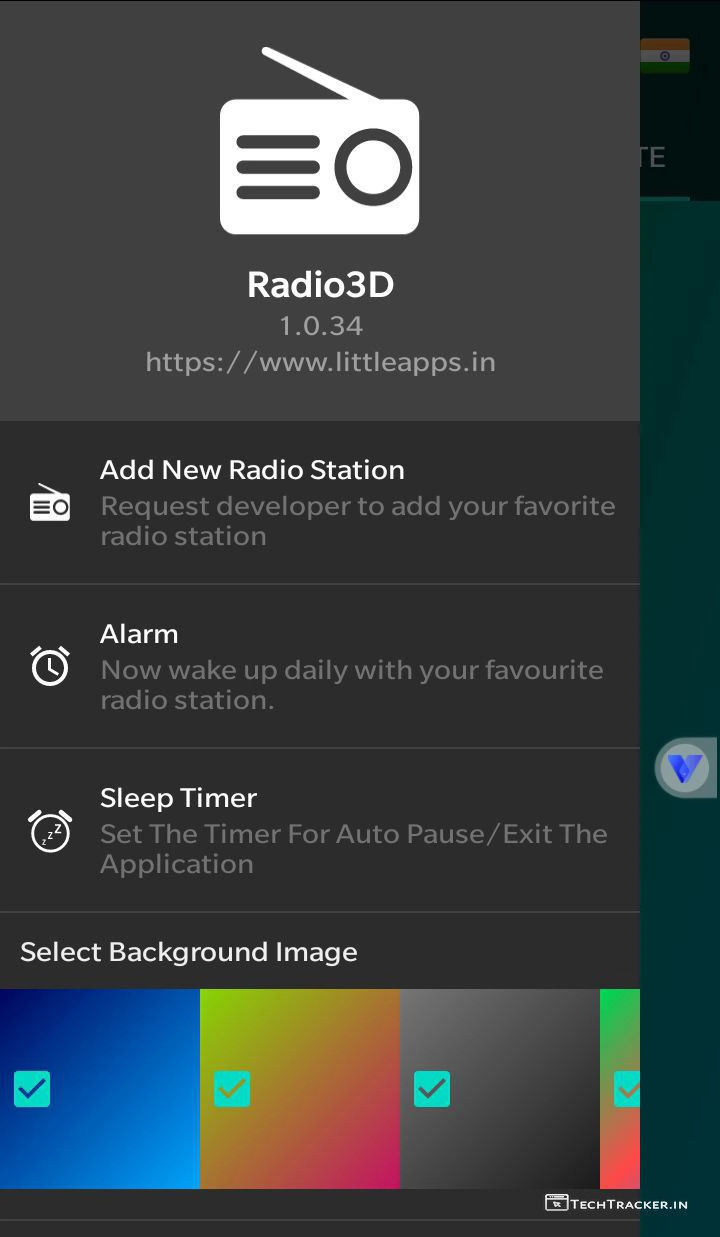 TE
Radio3D
1.0.34
https://www.littleapps.in
Add New Radio Station
Request developer to add your favorite
radio station
Alarm
Now wake up daily with your favourite
radio station.
Sleep Timer
Set The Timer For Auto Pause/Exit The
Application
Select Background Image
TECHTRACKER.IN